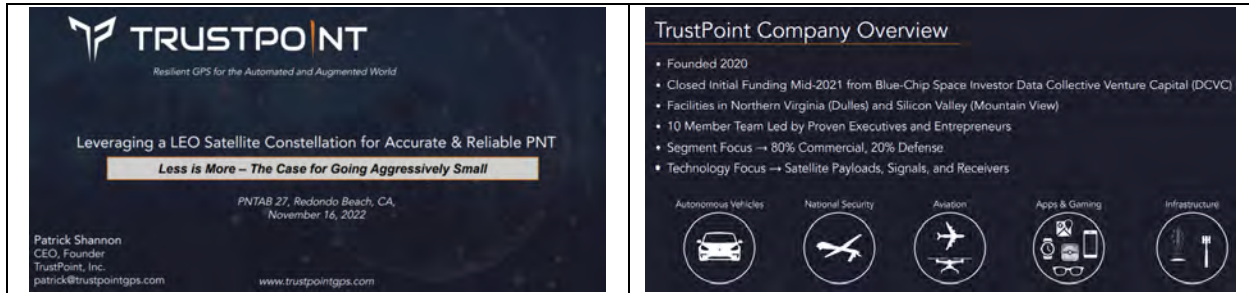 TRUSTPOINT
Resilient GPS for the Automated and Augmented World
Leveraging a LEO Satellite Constellation for Accurate & Reliable PNT
Less is More – The Case for Going Aggressively Small
PNTAB 27, Redondo Beach, CA,
November 16, 2022
Patrick Shannon
CEO, Founder
TrustPoint, Inc.
patrick@trustpointgps.com
www.trustpointgps.com
TrustPoint Company Overview
• Founded 2020
• Closed Initial Funding Mid-2021 from Blue-Chip Space Investor Data Collective Venture Capital (DCVC)
• Facilities in Northern Virginia (Dulles) and Silicon Valley (Mountain View)
• 10 Member Team Led by Proven Executives and Entrepreneurs
• Segment Focus → 80% Commercial, 20% Defense
• Technology Focus → Satellite Payloads, Signals, and Receivers
Autonomous Vehicles
National Security
Aviation
Apps & Gaming
Infrastructure